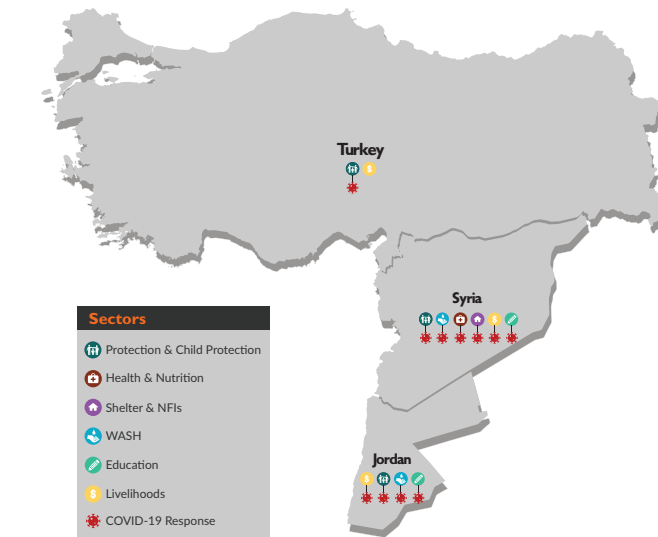 Turkey
Syria
Sectors
Protection & Child Protection
Health & Nutrition
Shelter & NFIs
WASH
Education
Livelihoods
COVID-19 Response
Jordan